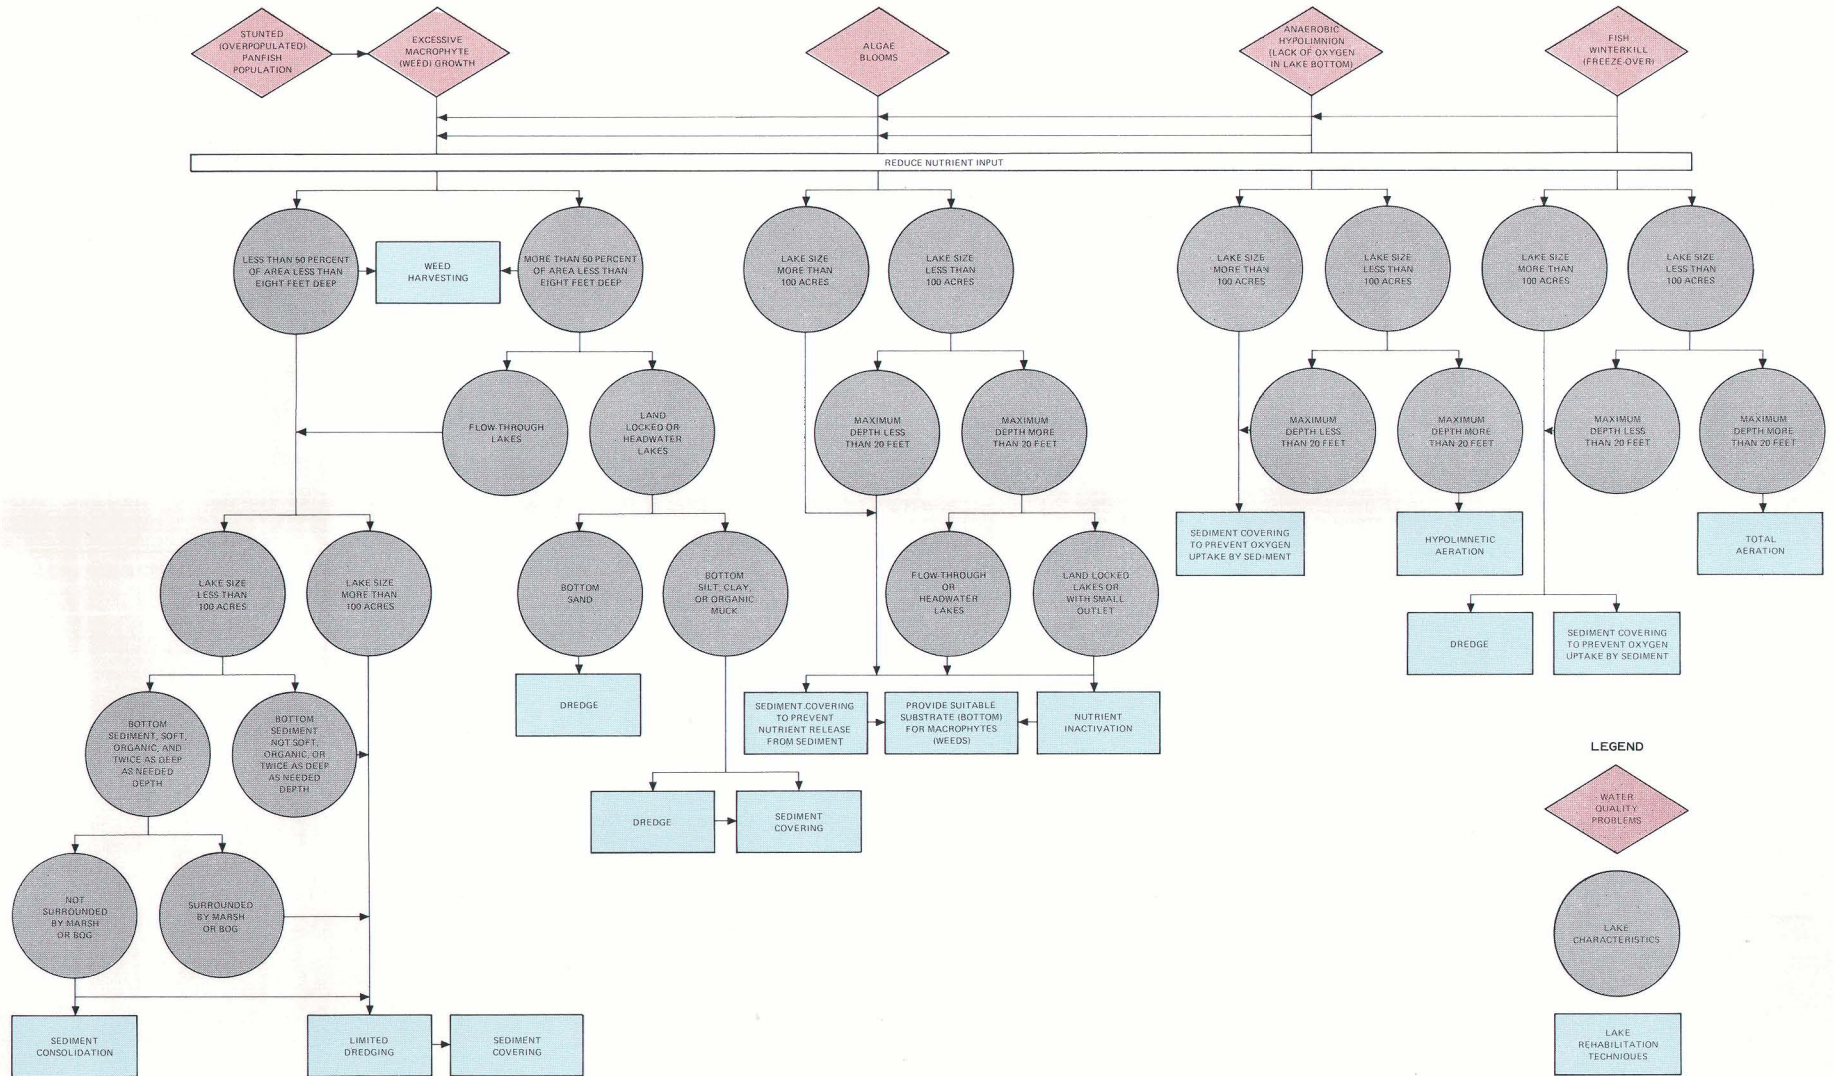 STUNTED
(OVERPOPULATED)
PANFISH
POPULATION
EXCESSIVE
MACROPHYTE
(WEED) GROWTH
ALGAE
BLOOMS
ANAEROBIC
HYPOLIMNION
(LACK OF OXYGEN
IN LAKE BOTTOM)
FISH
WINTERKILL
(FREEZE-OVER)
REDUCE NUTRIENT INPUT
LESS THAN 50 PERCENT
OF AREA LESS THAN
EIGHT FEET DEEP
WEED
HARVESTING
MORE THAN 50 PERCENT
OF AREA LESS THAN
EIGHT FEET DEEP
LAKE SIZE
MORE THAN
100 ACRES
LAKE SIZE
LESS THAN
100 ACRES
LAKE SIZE
MORE THAN
100 ACRES
LAKE SIZE
LESS THAN
100 ACRES
LAKE SIZE
MORE THAN
100 ACRES
LAKE SIZE
LESS THAN
100 ACRES
FLOW-THROUGH
LAKES
LAND
LOCKED OR
HEADWATER
LAKES
MAXIMUM
DEPTH LESS
THAN 20 FEET
MAXIMUM
DEPTH MORE
THAN 20 FEET
MAXIMUM
DEPTH LESS
THAN 20 FEET
MAXIMUM
DEPTH MORE
THAN 20 FEET
MAXIMUM
DEPTH LESS
THAN 20 FEET
MAXIMUM
DEPTH MORE
THAN 20 FEET
SEDIMENT COVERING
TO PREVENT OXYGEN
UPTAKE BY SEDIMENT
HYPOLIMNETIC
AERATION
TOTAL
AERATION
LAKE SIZE
LESS THAN
100 ACRES
LAKE SIZE
MORE THAN
100 ACRES
BOTTOM
SAND
BOTTOM
SILT, CLAY,
OR ORGANIC
MUCK
FLOW-THROUGH
OR
HEADWATER
LAKES
LAND LOCKED
LAKES OR
WITH SMALL
OUTLET
DREDGE
SEDIMENT COVERING
TO PREVENT OXYGEN
UPTAKE BY SEDIMENT
BOTTOM
SEDIMENT, SOFT,
ORGANIC, AND
TWICE AS DEEP
AS NEEDED
DEPTH
BOTTOM
SEDIMENT
NOT SOFT,
ORGANIC, OR
TWICE AS DEEP
AS NEEDED
DEPTH
DREDGE
SEDIMENT COVERING
TO PREVENT
NUTRIENT RELEASE
FROM SEDIMENT
PROVIDE SUITABLE
SUBSTRATE (BOTTOM)
FOR MACROPHYTES
(WEEDS)
NUTRIENT
INACTIVATION
DREDGE
SEDIMENT
COVERING
NOT
SURROUNDED
BY MARSH
OR BOG
SURROUNDED
BY MARSH
OR BOG
SEDIMENT
CONSOLIDATION
LIMITED
DREDGING
SEDIMENT
COVERING
LEGEND
WATER
QUALITY
PROBLEMS
LAKE
CHARACTERISTICS
LAKE
REHABILITATION
TECHNIQUES